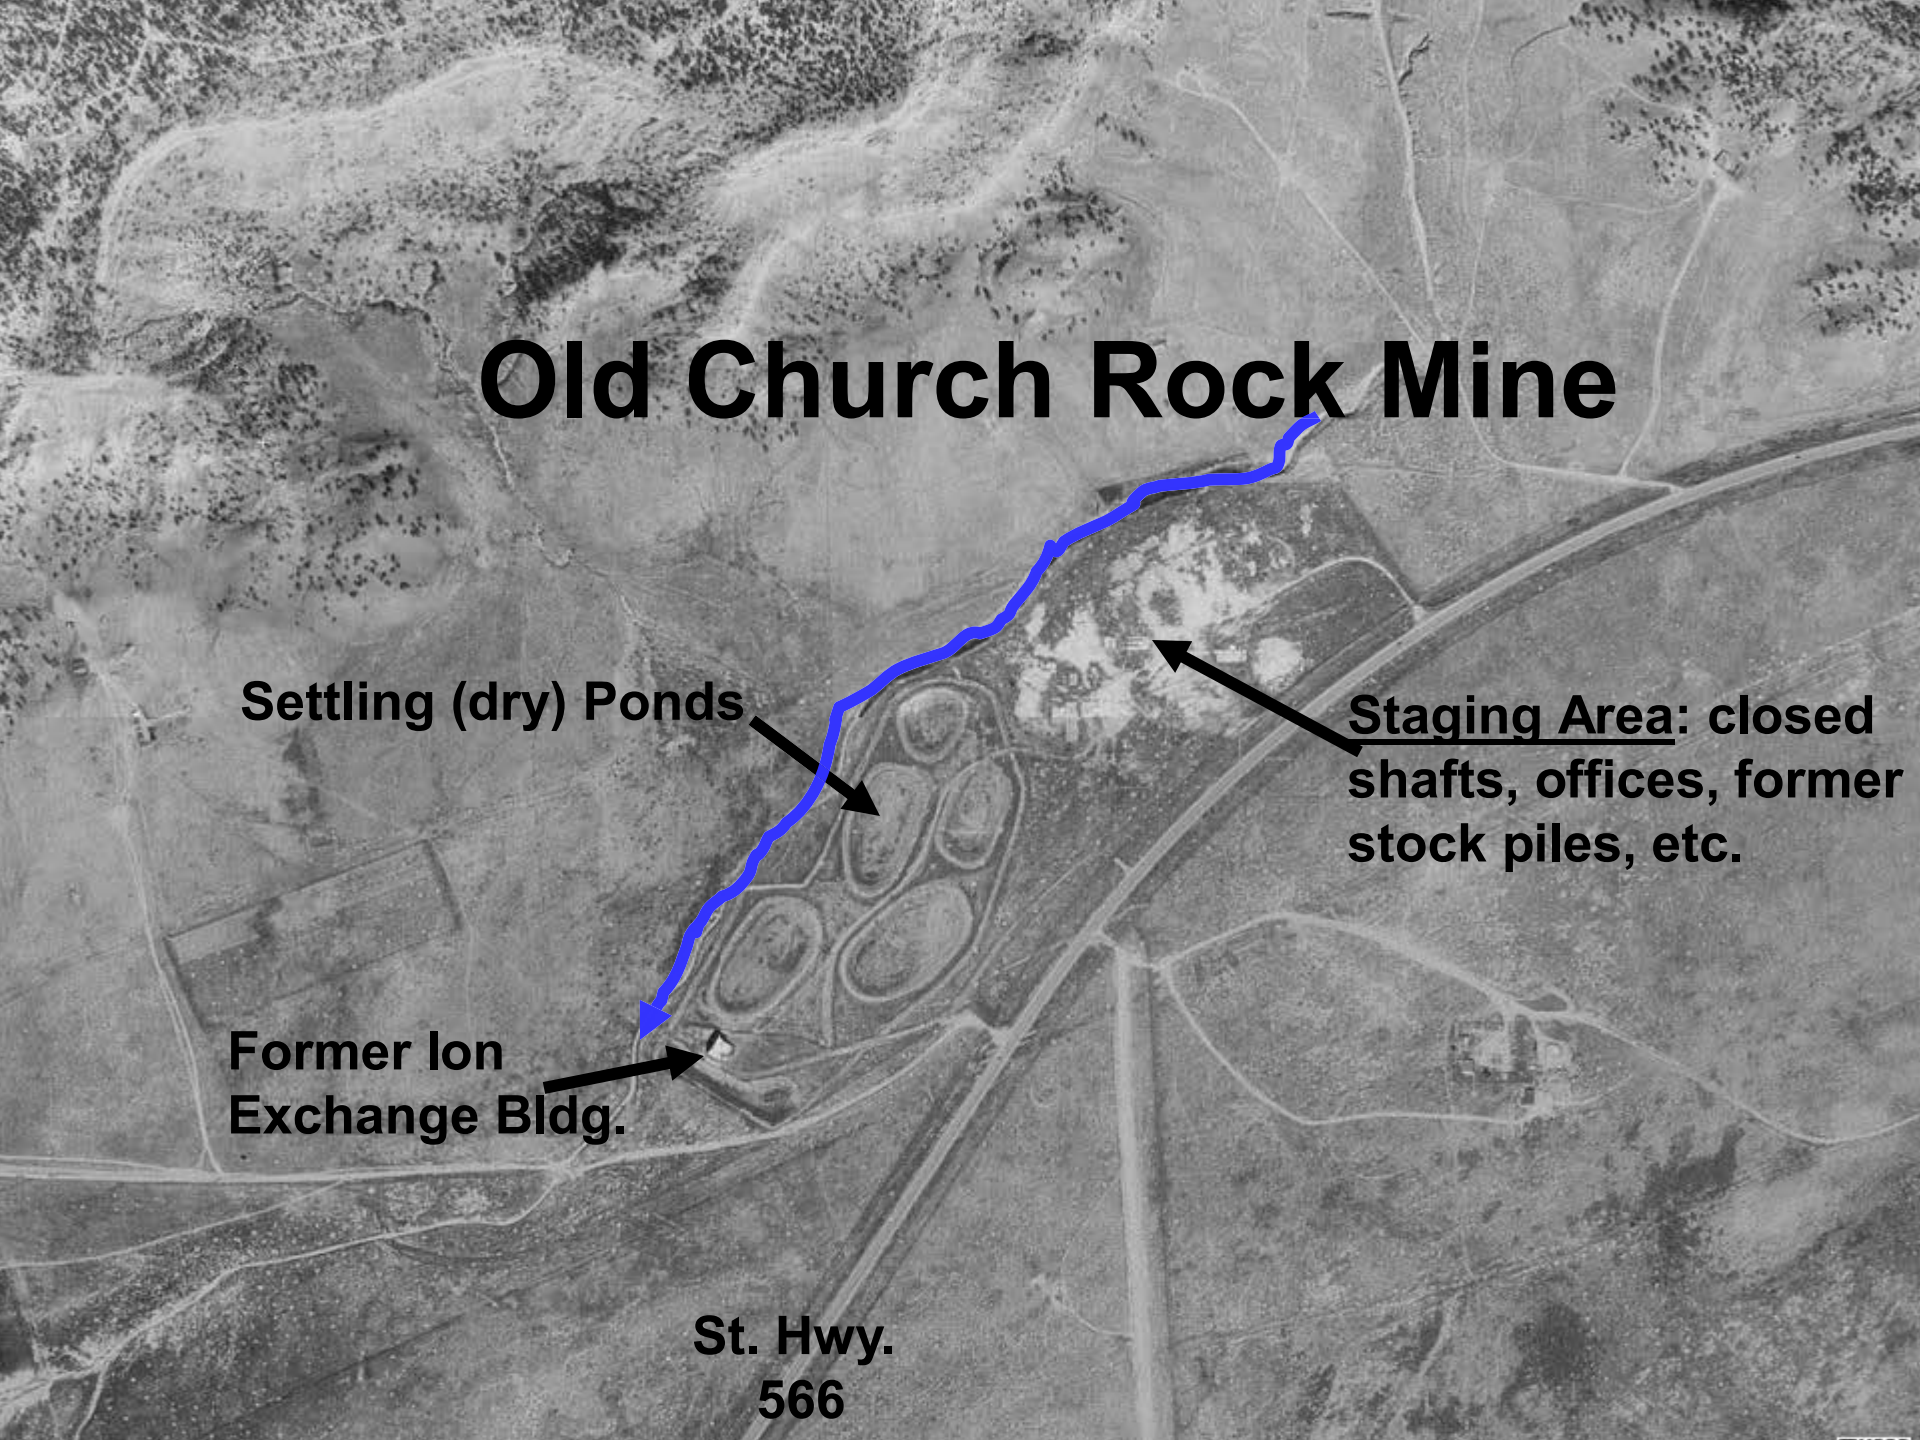 Old Church Rock Mine
Settling (dry) Ponds
Staging Area: closed
shafts, offices, former
stock piles, etc.
Former Ion
Exchange Bldg.
St. Hwy.
566